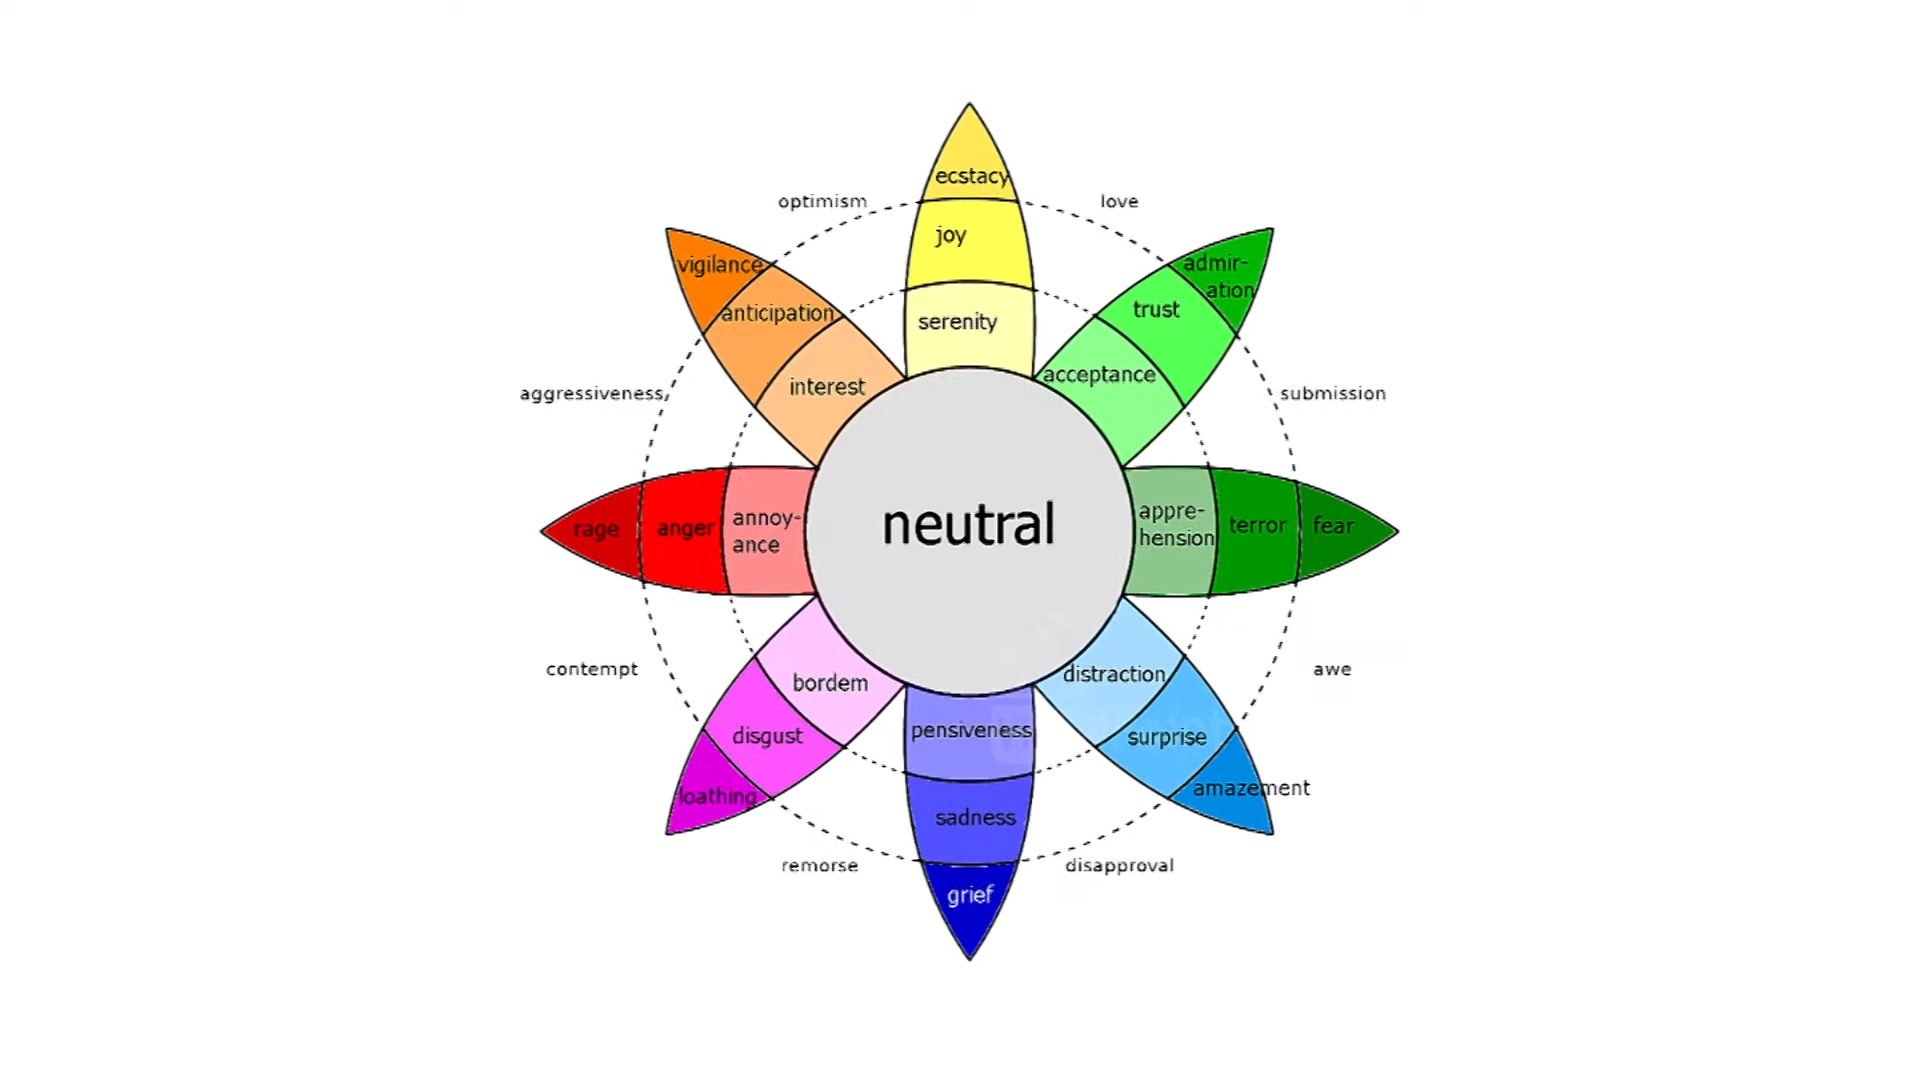 ecstacy
optimism
love
joy
vigilance
admir-
ation
anticipation
trust
serenity
interest
acceptance
aggressiveness
submission
neutral
rage
anger
annoy-
ance
appre-
hension
terror
fear
contempt
awe
bordem
distraction
disgust
pensiveness
surprise
loathing
amazement
sadness
remorse
disapproval
grief